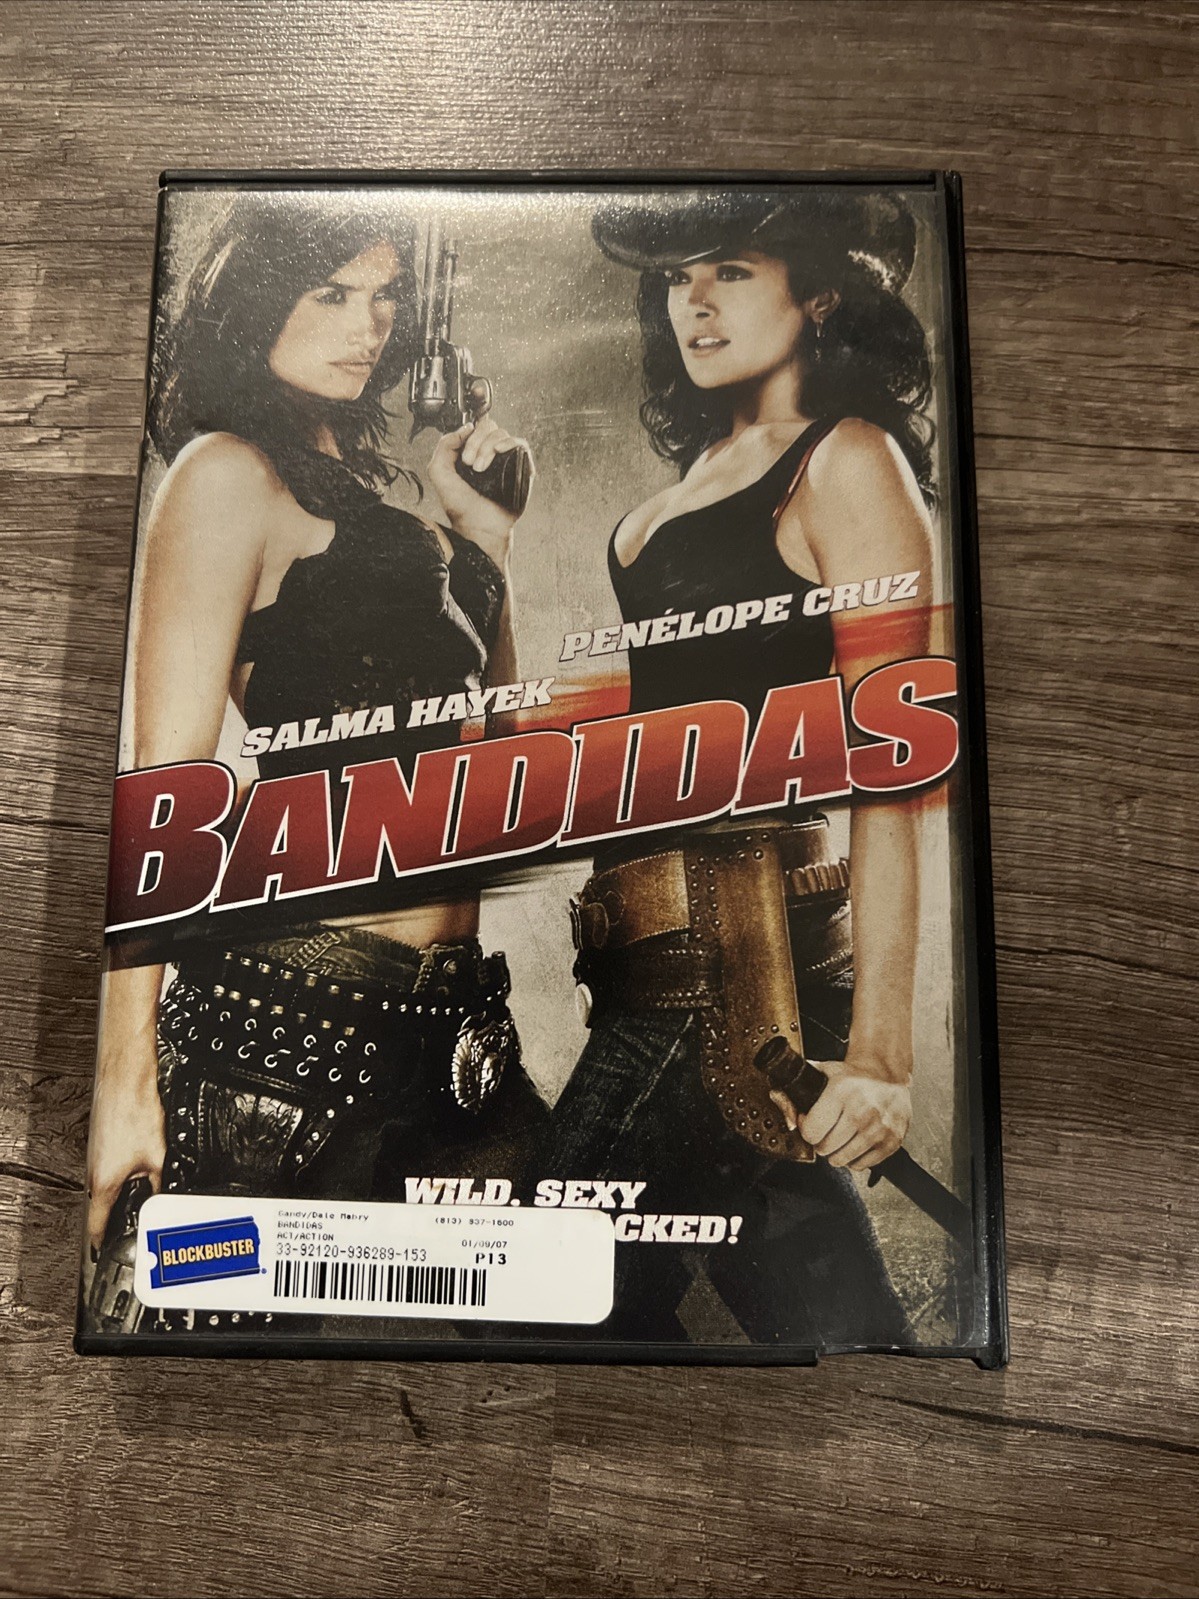 PENÉLOPE CRUZ
SALMA HAYEK
BANDIDAS
WILD. SEXY
CKED!
BLOCKBUSTER
Gandy/Dale Mabry (813) 937-1600
BANDIDAS
ACT/ACTION 01/09/07
33-92120-936289-153 P13